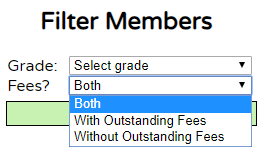 Filter Members
Grade: Select grade
Fees? Both
Both
With Outstanding Fees
Without Outstanding Fees